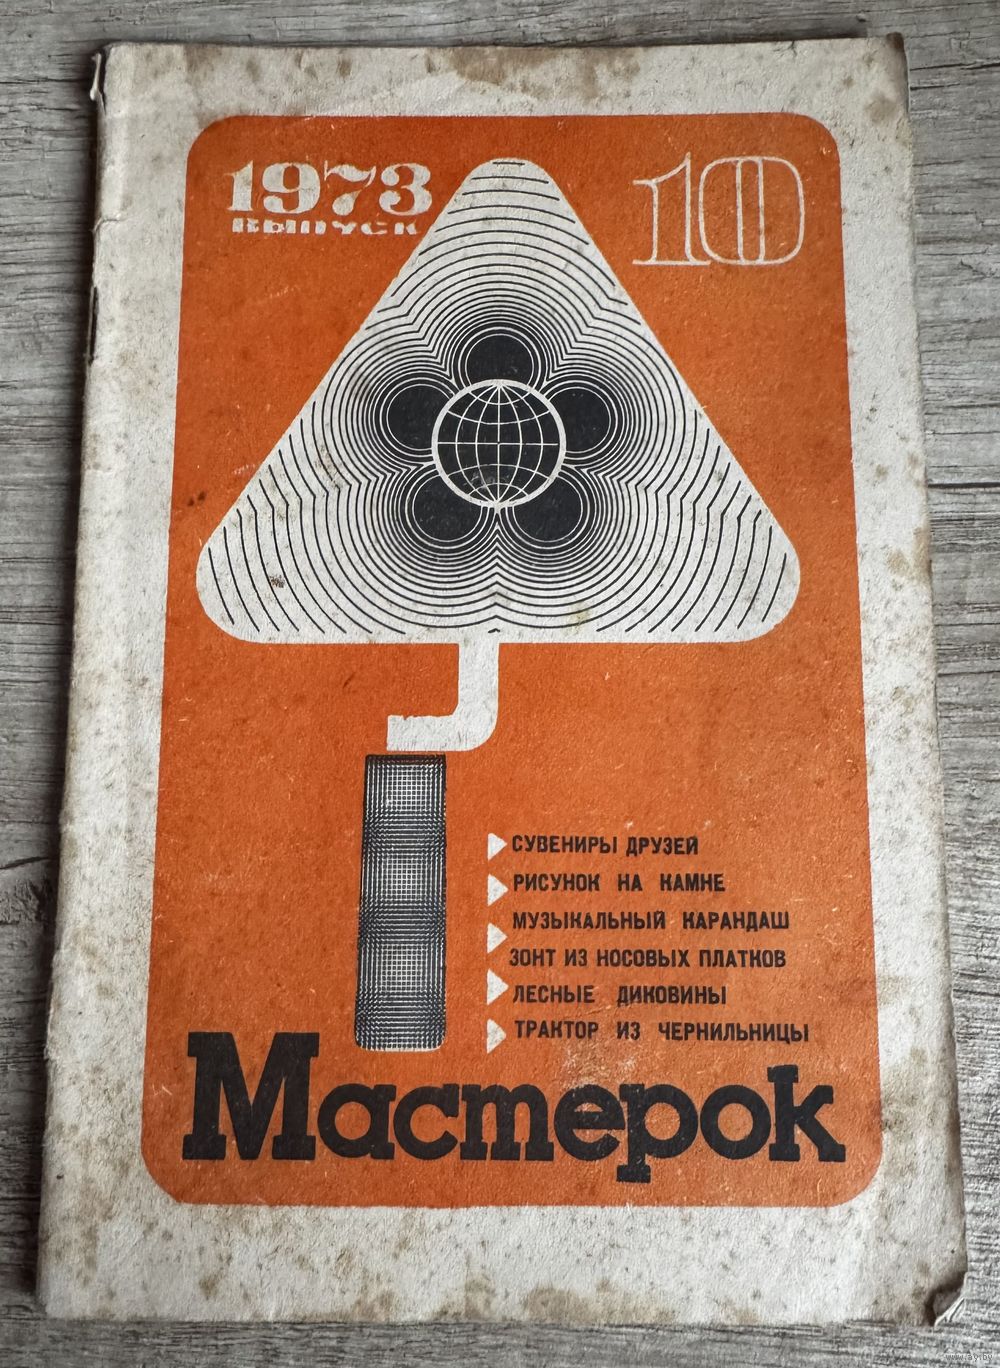 1973
ВЫПУСК
10
СУВЕНИРЫ ДРУЗЕЙ
РИСУНОК НА КАМНЕ
МУЗЫКАЛЬНЫЙ КАРАНДАШ
ЗОНТ ИЗ НОСОВЫХ ПЛАТКОВ
ЛЕСНЫЕ ДИКОВИНЫ
ТРАКТОР ИЗ ЧЕРНИЛЬНИЦЫ
Мастерок